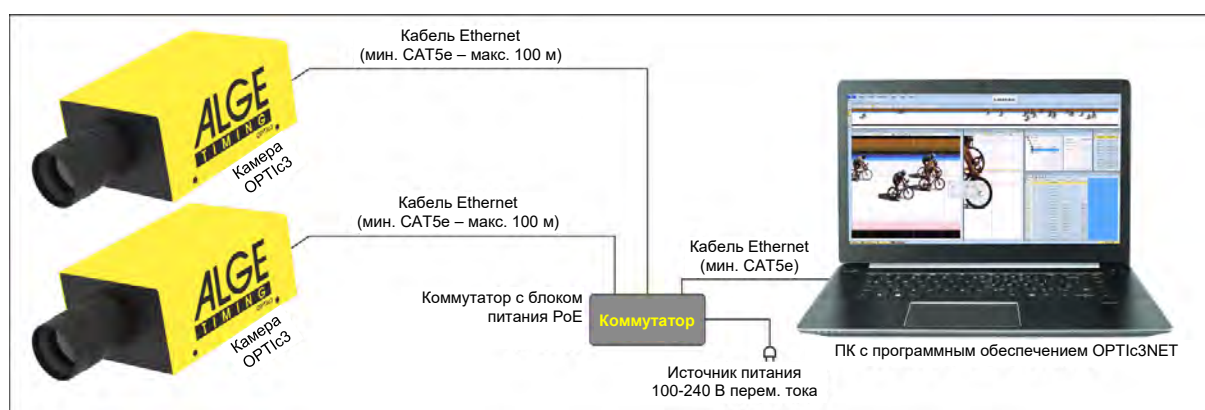 Кабель Ethernet
(мин. CAT5e – макс. 100 м)
ALGE
TIMING
OPTIc3
Камера
OPTIc3
Кабель Ethernet
(мин. CAT5e – макс. 100 м)
ALGE
TIMING
OPTIc3
Камера
OPTIc3
Кабель Ethernet
(мин. CAT5e)
Коммутатор с блоком
питания PoE
Коммутатор
ПК с программным обеспечением OPTIc3NET
Источник питания
100-240 В перем. тока